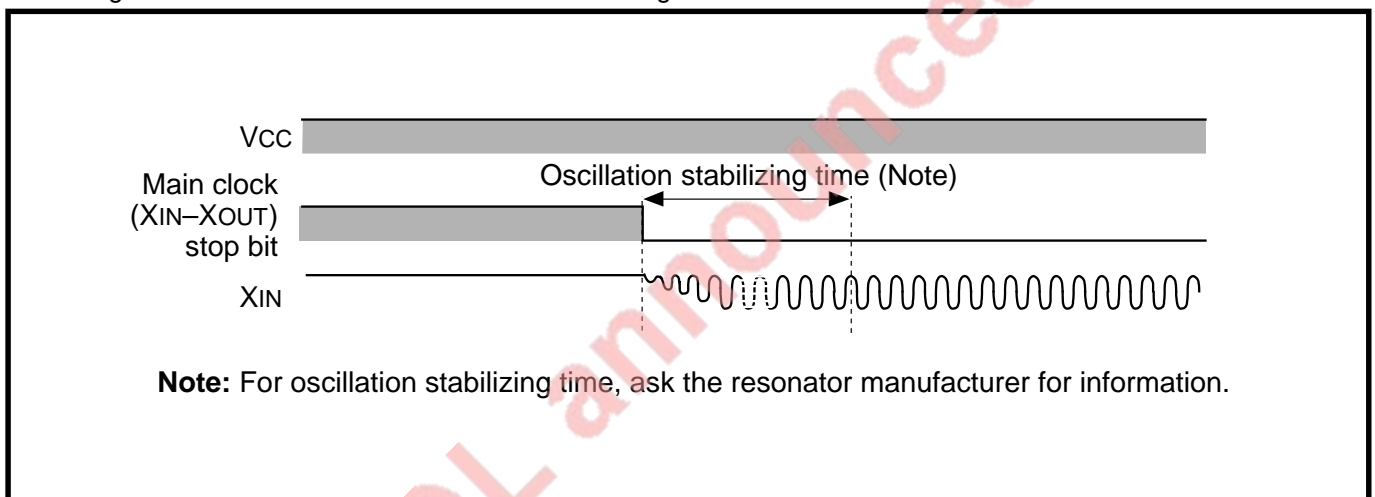 VCC
Oscillation stabilizing time (Note)
Main clock
(XIN–XOUT)
stop bit
XIN
Note: For oscillation stabilizing time, ask the resonator manufacturer for information.
L announced